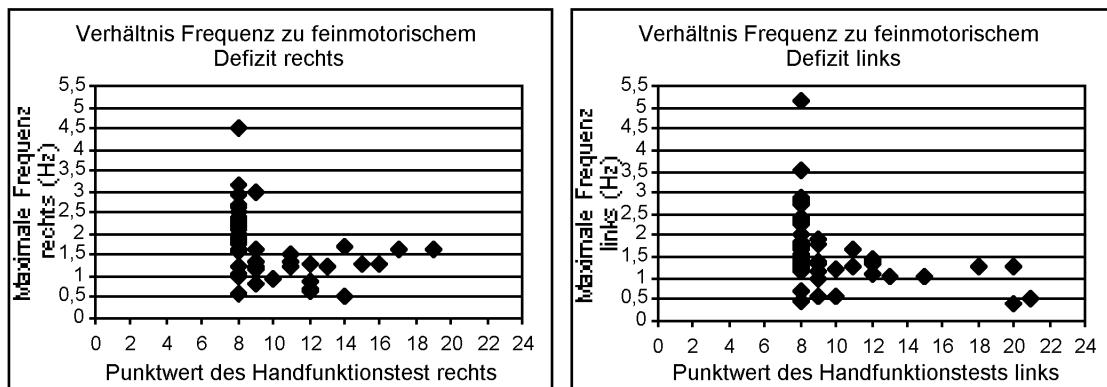 Verhältnis Frequenz zu feinmotorischem
Defizit rechts
Maximale Frequenz
rechts (Hz)
5,5
5
4,5
4
3,5
3
2,5
2
1,5
1
0,5
0
0 2 4 6 8 10 12 14 16 18 20 22 24
Punktwert des Handfunktionstest rechts
Verhältnis Frequenz zu feinmotorischem
Defizit links
Maximale Frequenz
links (Hz)
5,5
5
4,5
4
3,5
3
2,5
2
1,5
1
0,5
0
0 2 4 6 8 10 12 14 16 18 20 22 24
Punktwert des Handfunktionstests links